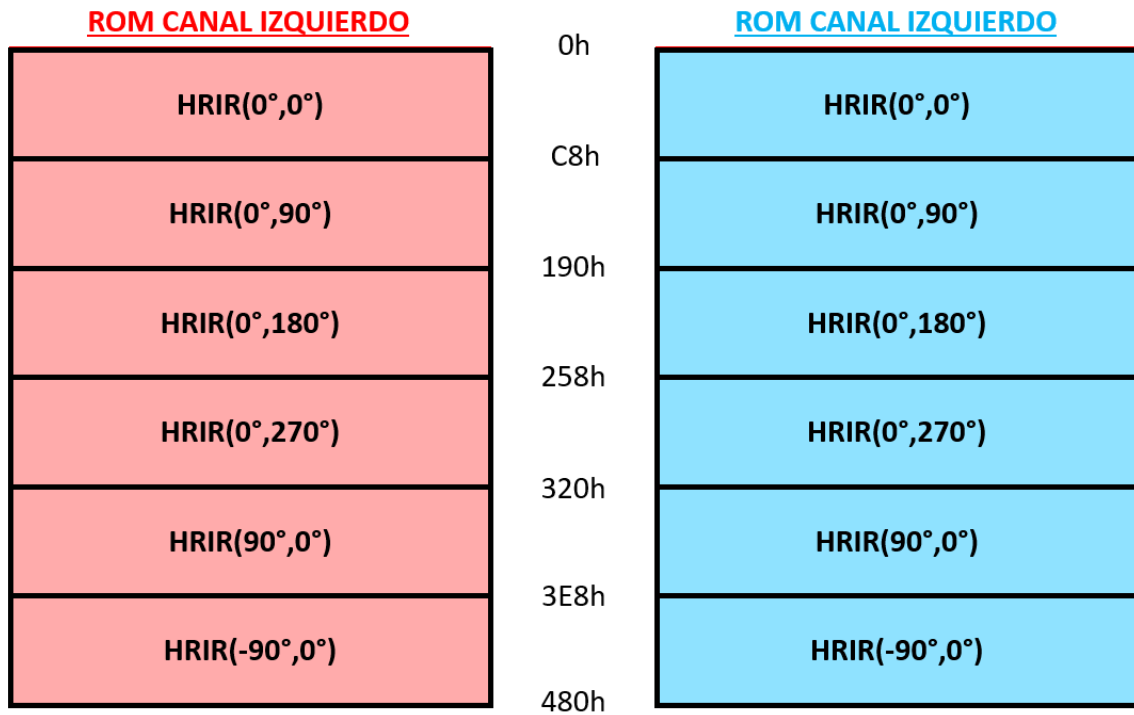 ROM CANAL IZQUIERDO
ROM CANAL IZQUIERDO
0h
HRIR(0°,0°)
HRIR(0°,0°)
C8h
HRIR(0°,90°)
HRIR(0°,90°)
190h
HRIR(0°,180°)
HRIR(0°,180°)
258h
HRIR(0°,270°)
HRIR(0°,270°)
320h
HRIR(90°,0°)
HRIR(90°,0°)
3E8h
HRIR(-90°,0°)
HRIR(-90°,0°)
480h